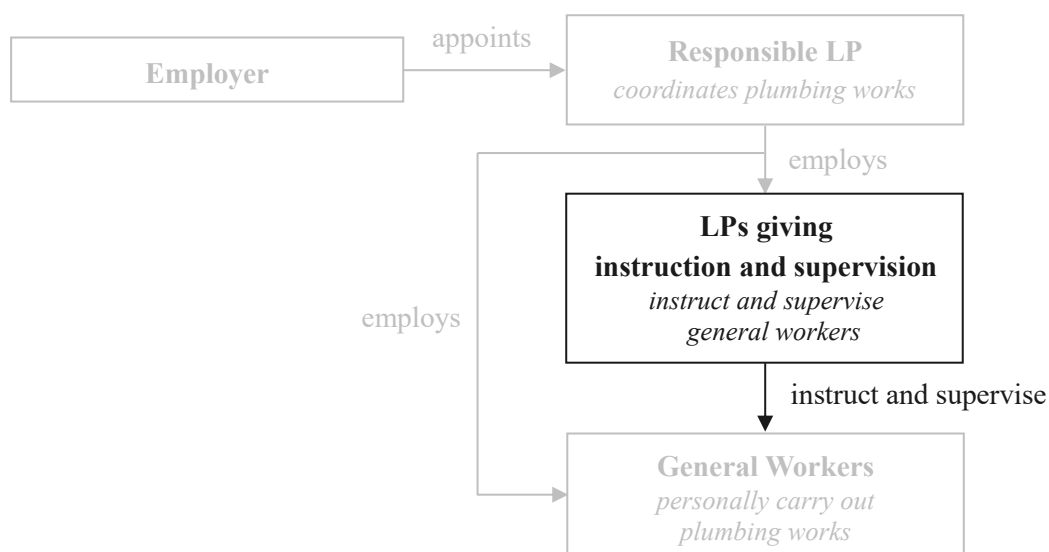 appoints
Employer
Responsible LP
coordinates plumbing works
employs
LPs giving
instruction and supervision
instruct and supervise
general workers
employs
instruct and supervise
General Workers
personally carry out
plumbing works